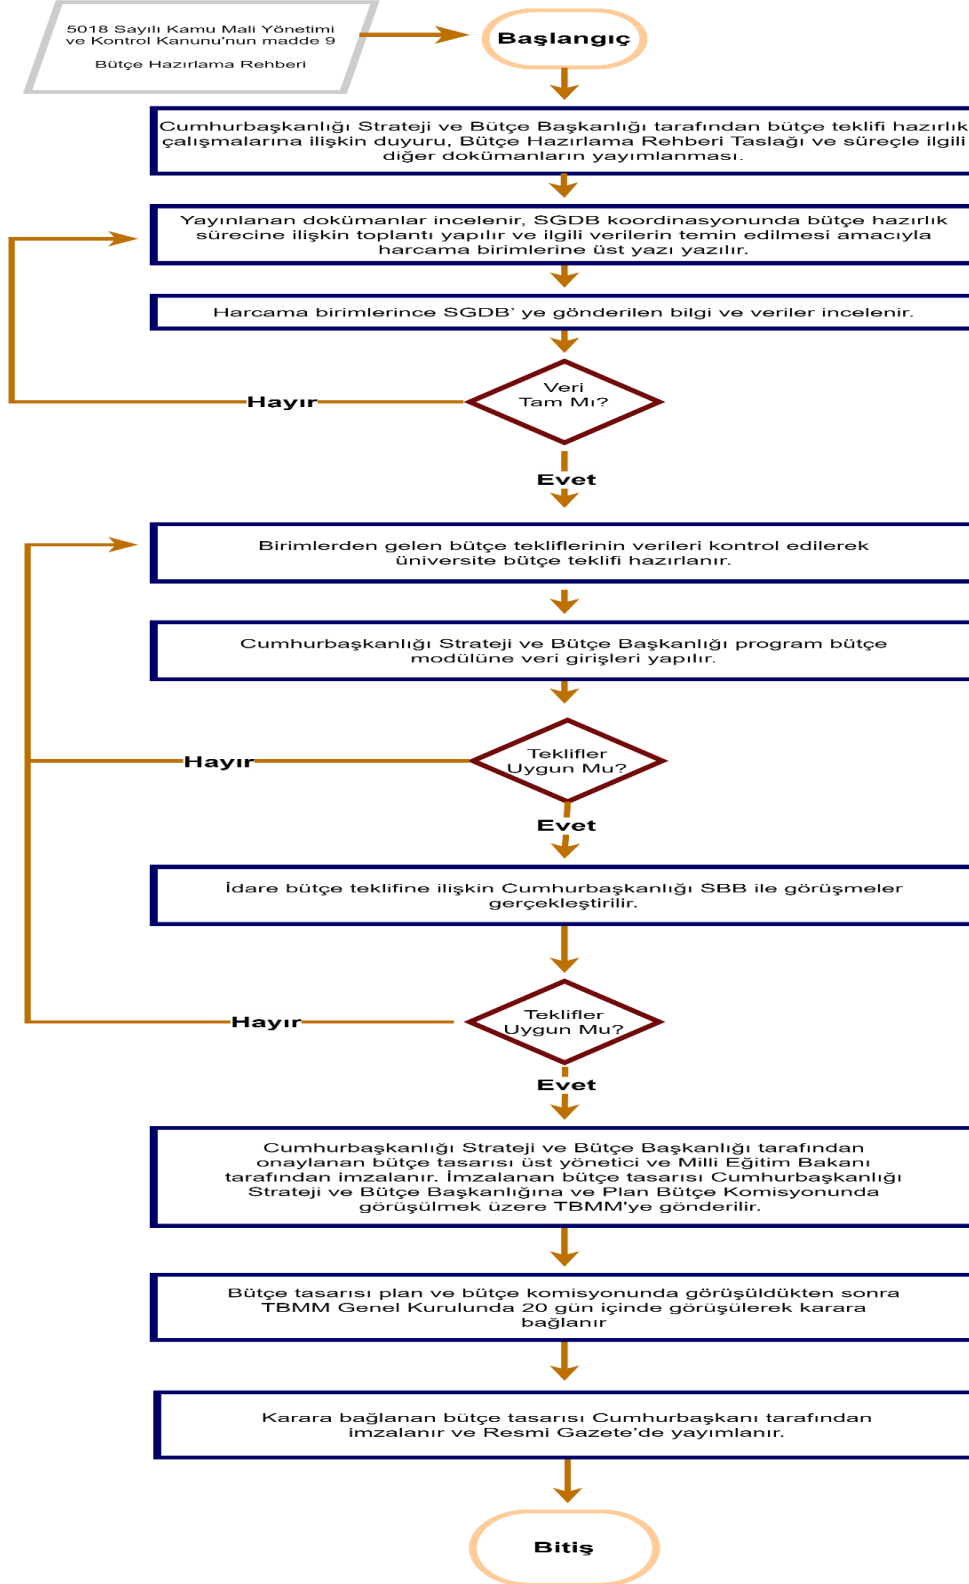 5018 Sayılı Kamu Mali Yönetimi
ve Kontrol Kanunu'nun madde 9
Bütçe Hazırlama Rehberi
Başlangıç
Cumhurbaşkanlığı Strateji ve Bütçe Başkanlığı tarafından bütçe teklifi hazırlık
çalışmalarına ilişkin duyuru, Bütçe Hazırlama Rehberi Taslağı ve süreçle ilgili
diğer dokümanların yayımlanması.
Yayınlanan dokümanlar incelenir, SGDB koordinasyonunda bütçe hazırlık
sürecine ilişkin toplantı yapılır ve ilgili verilerin temin edilmesi amacıyla
harcama birimlerine üst yazı yazılır.
Harcama birimlerince SGDB' ye gönderilen bilgi ve veriler incelenir.
Veri
Tam Mı?
Hayır
Evet
Birimlerden gelen bütçe tekliflerinin verileri kontrol edilerek
üniversite bütçe teklifi hazırlanır.
Cumhurbaşkanlığı Strateji ve Bütçe Başkanlığı program bütçe
modülüne veri girişleri yapılır.
Teklifler
Uygun Mu?
Hayır
Evet
İdare bütçe teklifine ilişkin Cumhurbaşkanlığı SBB ile görüşmeler
gerçekleştirilir.
Teklifler
Uygun Mu?
Hayır
Evet
Cumhurbaşkanlığı Strateji ve Bütçe Başkanlığı tarafından
onaylanan bütçe tasarısı üst yönetici ve Milli Eğitim Bakanı
tarafından imzalanır. İmzalanan bütçe tasarısı Cumhurbaşkanlığı
Strateji ve Bütçe Başkanlığına ve Plan Bütçe Komisyonunda
görüşülmek üzere TBMM'ye gönderilir.
Bütçe tasarısı plan ve bütçe komisyonunda görüşüldükten sonra
TBMM Genel Kurulunda 20 gün içinde görüşülerek karara
bağlanır
Karara bağlanan bütçe tasarısı Cumhurbaşkanı tarafından
imzalanır ve Resmi Gazete'de yayımlanır.
Bitiş